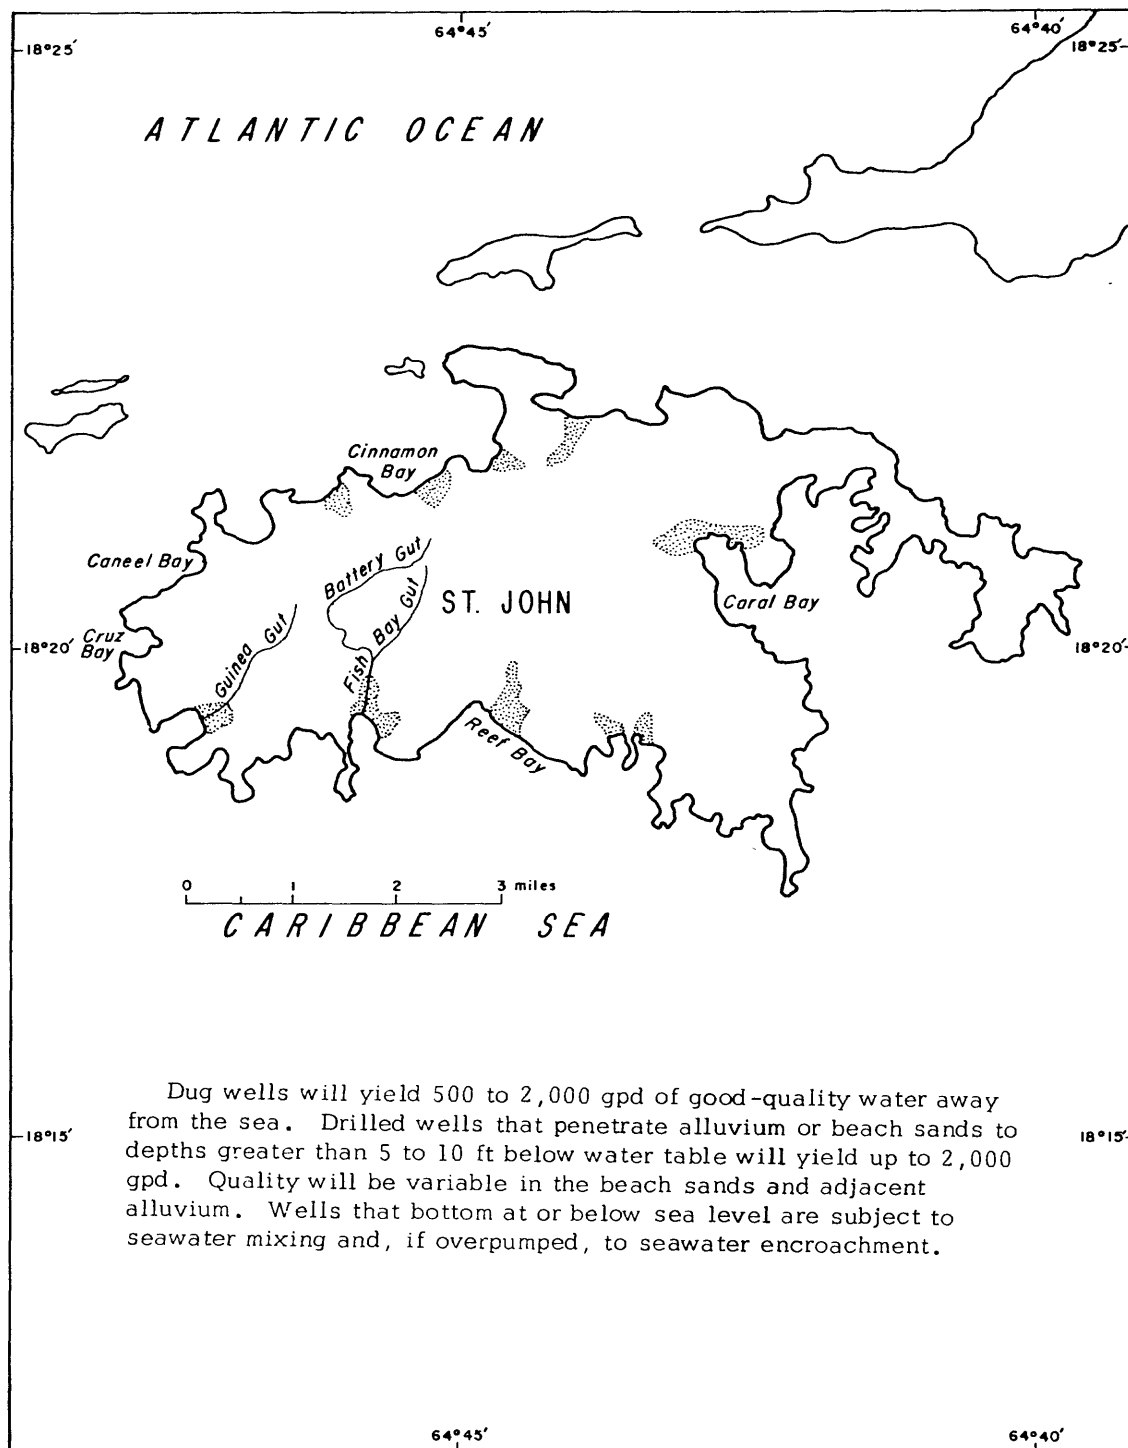 64°45′
64°40′
18°25′
18°25′
ATLANTIC OCEAN
Cinnamon
Bay
Caneel Bay
Battery Gut
Bay Gut
ST. JOHN
Caral Bay
Cruz
Bay
18°20′
18°20′
Guinea Gut
Fish
Reef Bay
0 1 2 3 miles
CARIBBEAN SEA
Dug wells will yield 500 to 2,000 gpd of good-quality water away
from the sea. Drilled wells that penetrate alluvium or beach sands to
depths greater than 5 to 10 ft below water table will yield up to 2,000
gpd. Quality will be variable in the beach sands and adjacent
alluvium. Wells that bottom at or below sea level are subject to
seawater mixing and, if overpumped, to seawater encroachment.
18°15′
18°15′
64°45′
64°40′